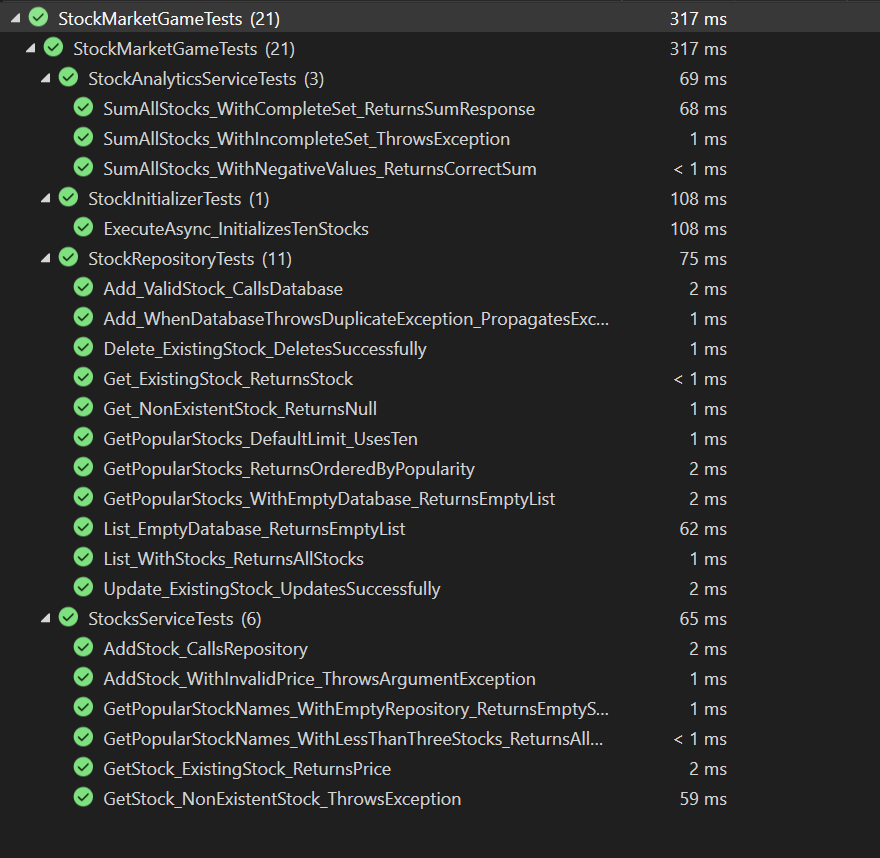 StockMarketGameTests (21) 317 ms
StockMarketGameTests (21) 317 ms
StockAnalyticsServiceTests (3) 69 ms
SumAllStocks_WithCompleteSet_ReturnsSumResponse 68 ms
SumAllStocks_WithIncompleteSet_ThrowsException 1 ms
SumAllStocks_WithNegativeValues_ReturnsCorrectSum < 1 ms
StockInitializerTests (1) 108 ms
ExecuteAsync_InitializesTenStocks 108 ms
StockRepositoryTests (11) 75 ms
Add_ValidStock_CallsDatabase 2 ms
Add_WhenDatabaseThrowsDuplicateException_PropagatesExc... 1 ms
Delete_ExistingStock_DeletesSuccessfully 1 ms
Get_ExistingStock_ReturnsStock < 1 ms
Get_NonExistentStock_ReturnsNull 1 ms
GetPopularStocks_DefaultLimit_UsesTen 1 ms
GetPopularStocks_ReturnsOrderedByPopularity 2 ms
GetPopularStocks_WithEmptyDatabase_ReturnsEmptyList 2 ms
List_EmptyDatabase_ReturnsEmptyList 62 ms
List_WithStocks_ReturnsAllStocks 1 ms
Update_ExistingStock_UpdatesSuccessfully 2 ms
StocksServiceTests (6) 65 ms
AddStock_CallsRepository 2 ms
AddStock_WithInvalidPrice_ThrowsArgumentException 1 ms
GetPopularStockNames_WithEmptyRepository_ReturnsEmptyS... 1 ms
GetPopularStockNames_WithLessThanThreeStocks_ReturnsAll... < 1 ms
GetStock_ExistingStock_ReturnsPrice 2 ms
GetStock_NonExistentStock_ThrowsException 59 ms